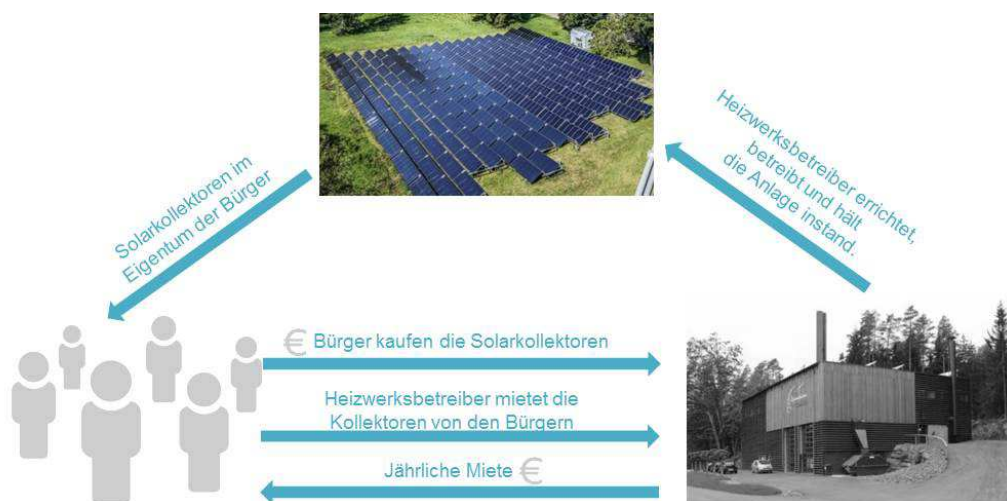 Solarkollektoren im
Eigentum der Bürger
Heizwerksbetreiber errichtet,
betreibt und hält
die Anlage instand.
€ Bürger kaufen die Solarkollektoren
Heizwerksbetreiber mietet die
Kollektoren von den Bürgern
Jährliche Miete €